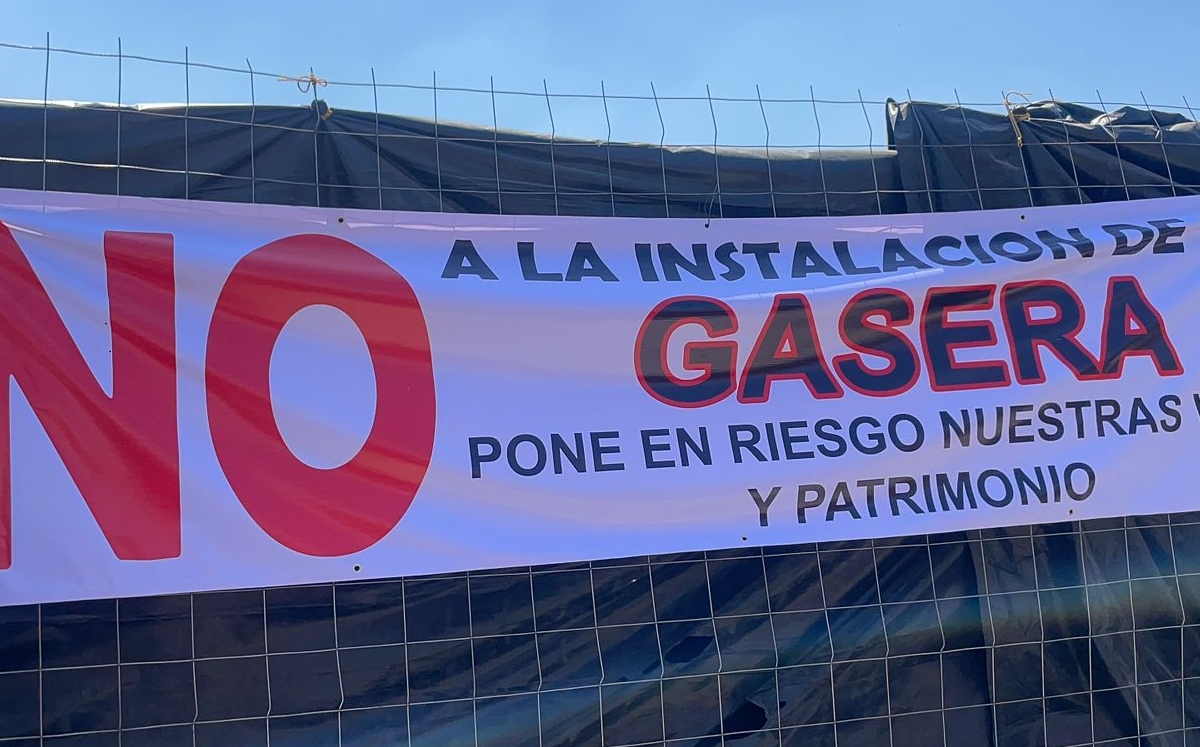 NO
A LA INSTALACION DE
GASERA
PONE EN RIESGO NUESTRAS
Y PATRIMONIO